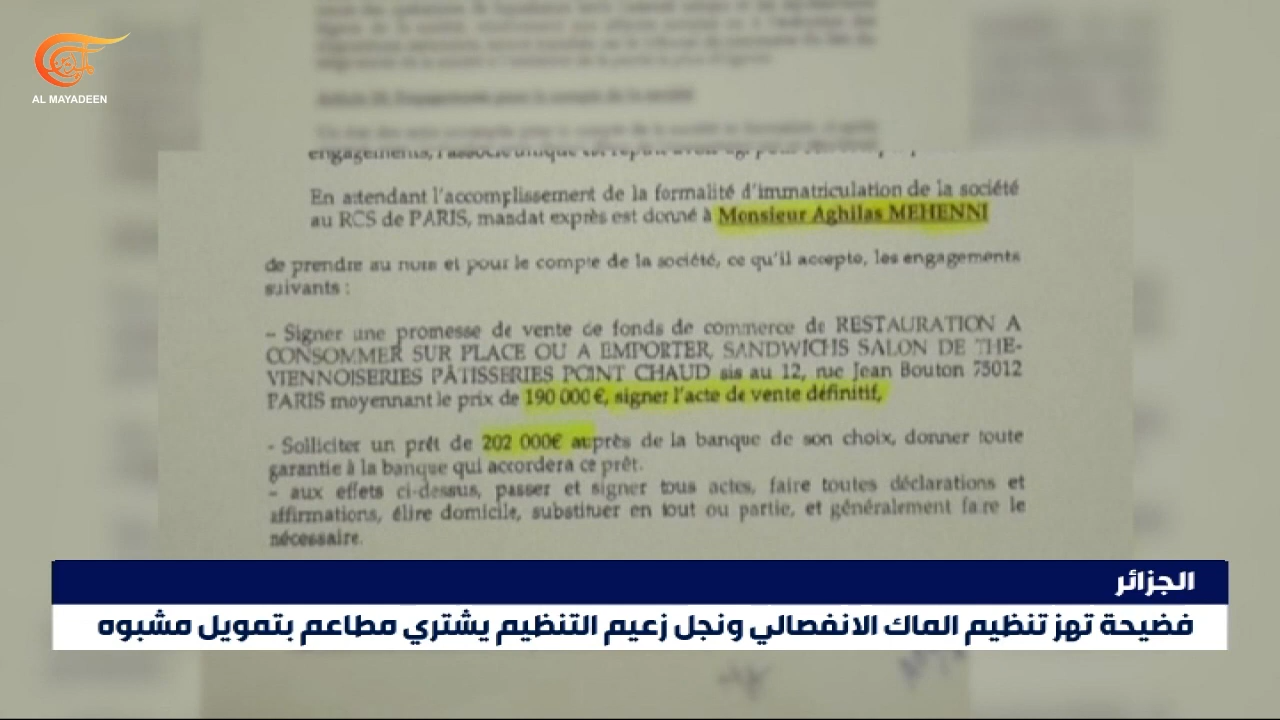 AL MAYADEEN
En attendant l'accomplissement de la formalité d'immatriculation de la société
au RCS de PARIS, mandat exprès est donné à Monsieur Aghilas MEHENNI
de prendre au nom et pour le compte de la société, ce qu'il accepte, les engagements
suivants :
– Signer une promesse de vente de fonds de commerce de RESTAURATION A
CONSOMMER SUR PLACE OU A EMPORTER, SANDWICHS SALON DE THE-
VIENNOISERIES PÂTISSERIES POINT CHAUD sis au 12, rue Jean Bouton 75012
PARIS moyennant le prix de 190 000 €, signer l'acte de vente définitif,
- Solliciter un prêt de 202 000€ auprès de la banque de son choix, donner toute
garantie à la banque qui accordera ce prêt.
– aux effets ci-dessus, passer et signer tous actes, faire toutes déclarations et
affirmations, élire domicile, substituer en tout ou partie, et généralement faire le
nécessaire.
الجزائر
فضيحة تهز تنظيم الماك الانفصالي ونجل زعيم التنظيم يشتري مطاعم بتمويل مشبوه